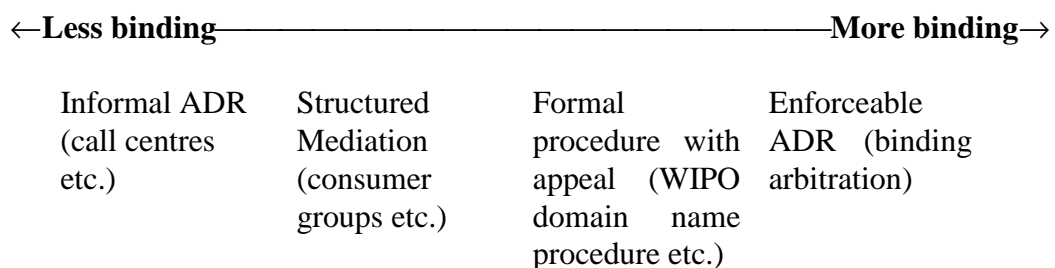 ←Less binding————————————More binding→
Informal ADR
(call centres
etc.)
Structured
Mediation
(consumer
groups etc.)
Formal
procedure with
appeal (WIPO
domain name
procedure etc.)
Enforceable
ADR (binding
arbitration)